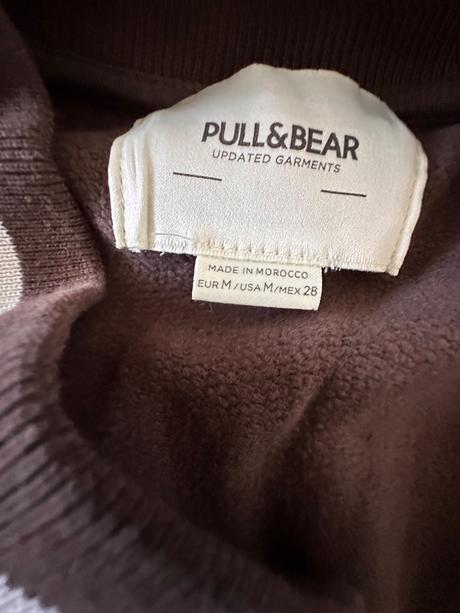 PULL&BEAR
UPDATED GARMENTS
MADE IN MOROCCO
EUR M/USA M/MEX 28